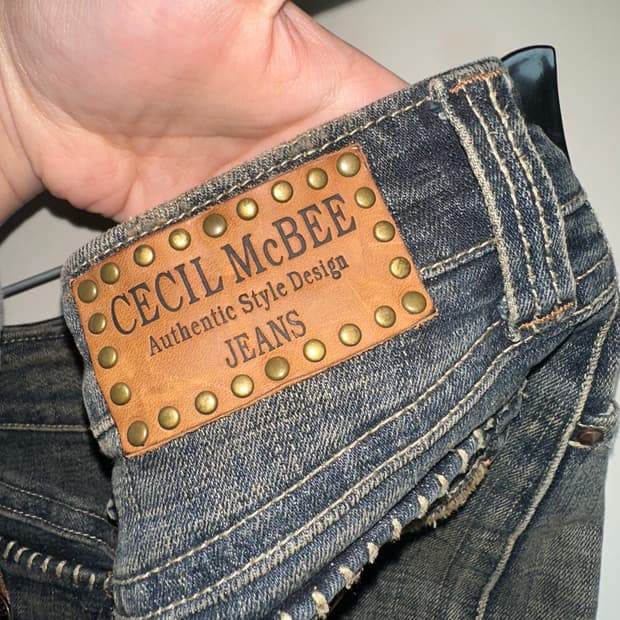 CECIL McBEE
Authentic Style Design
JEANS